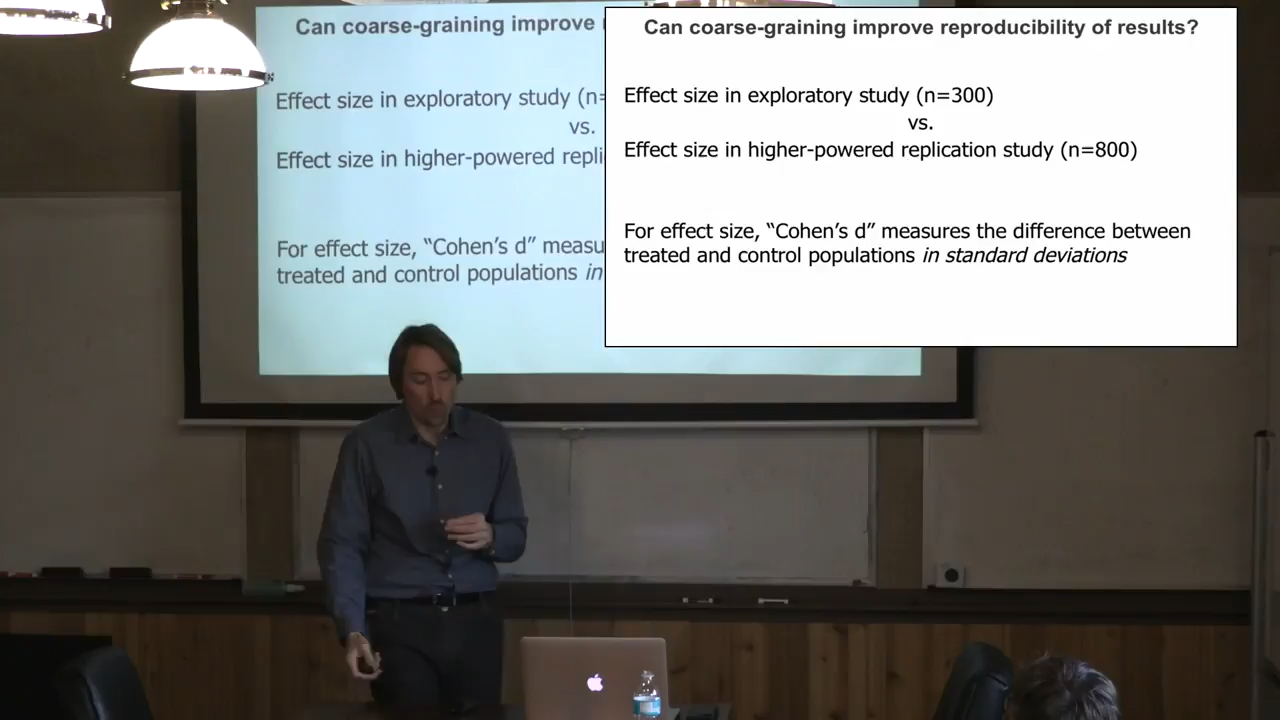 Can coarse-graining improve
Effect size in exploratory study (n=
vs.
Effect size in higher-powered repli
For effect size, “Cohen’s d” measu
treated and control populations in
Can coarse-graining improve reproducibility of results?
Effect size in exploratory study (n=300)
vs.
Effect size in higher-powered replication study (n=800)
For effect size, “Cohen’s d” measures the difference between
treated and control populations in standard deviations